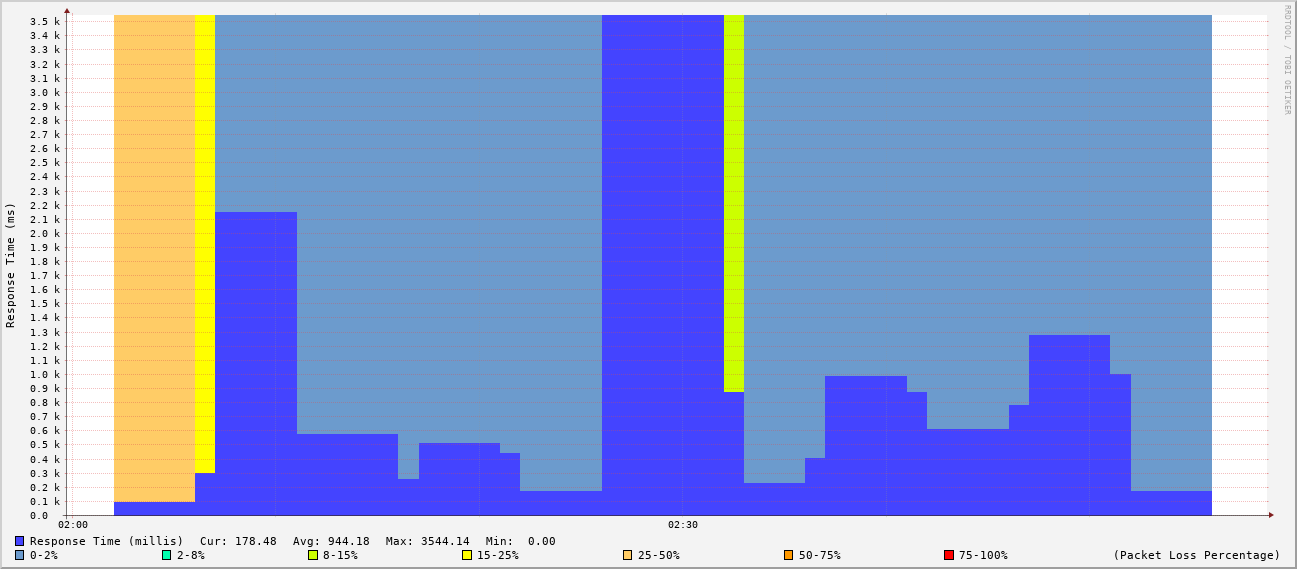 RRDTOOL / TOBI OETIKER
Response Time (ms)
3.5 k
3.4 k
3.3 k
3.2 k
3.1 k
3.0 k
2.9 k
2.8 k
2.7 k
2.6 k
2.5 k
2.4 k
2.3 k
2.2 k
2.1 k
2.0 k
1.9 k
1.8 k
1.7 k
1.6 k
1.5 k
1.4 k
1.3 k
1.2 k
1.1 k
1.0 k
0.9 k
0.8 k
0.7 k
0.6 k
0.5 k
0.4 k
0.3 k
0.2 k
0.1 k
0.0
02:00 02:30
Response Time (millis) Cur: 178.48 Avg: 944.18 Max: 3544.14 Min: 0.00
0-2% 2-8% 8-15% 15-25% 25-50% 50-75% 75-100% (Packet Loss Percentage)